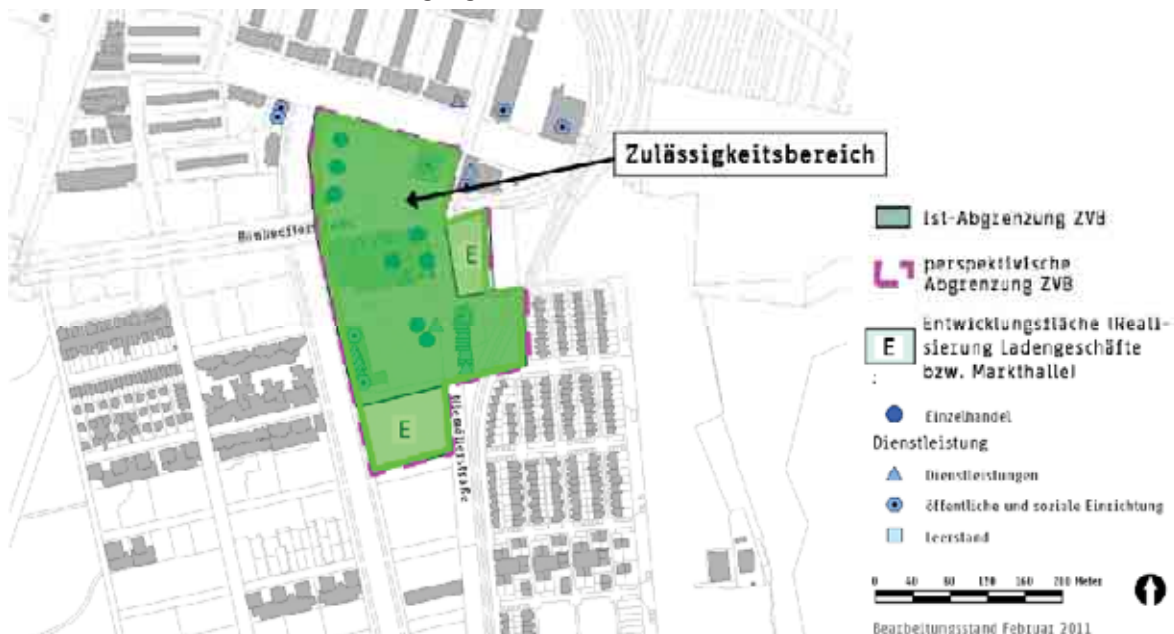 Zulässigkeitsbereich
E
E
Niemöllerstraße
Ist-Abgrenzung ZVB
perspektivische
Abgrenzung ZVB
E
Entwicklungsfläche (Reali-
sierung Ladengeschäfte
bzw. Markthalle)
:
Einzelhandel
Dienstleistung
Dienstleistungen
öffentliche und soziale Einrichtung
Leerstand
0 40 80 120 160 200 Meter
Bearbeitungsstand Februar 2011